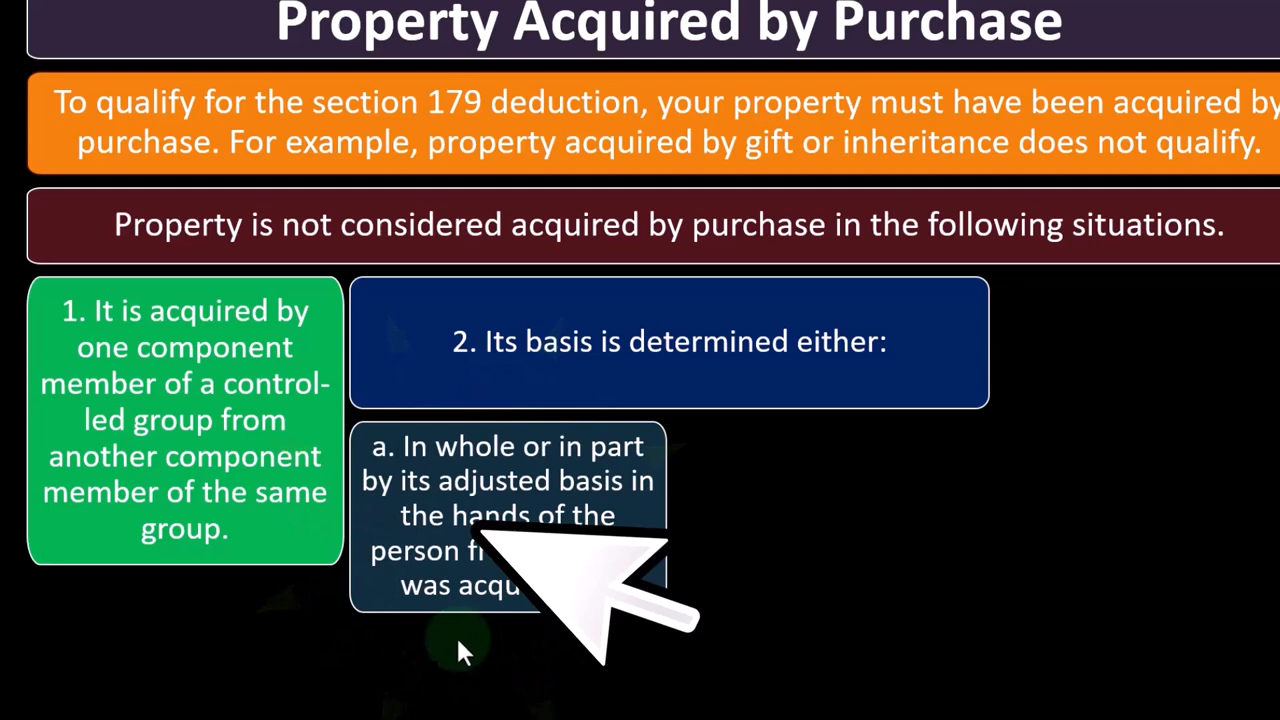 Property Acquired by Purchase
To qualify for the section 179 deduction, your property must have been acquired by
purchase. For example, property acquired by gift or inheritance does not qualify.
Property is not considered acquired by purchase in the following situations.
1. It is acquired by
one component
member of a control-
led group from
another component
member of the same
group.
2. Its basis is determined either:
a. In whole or in part
by its adjusted basis in
the hands of the
person
was